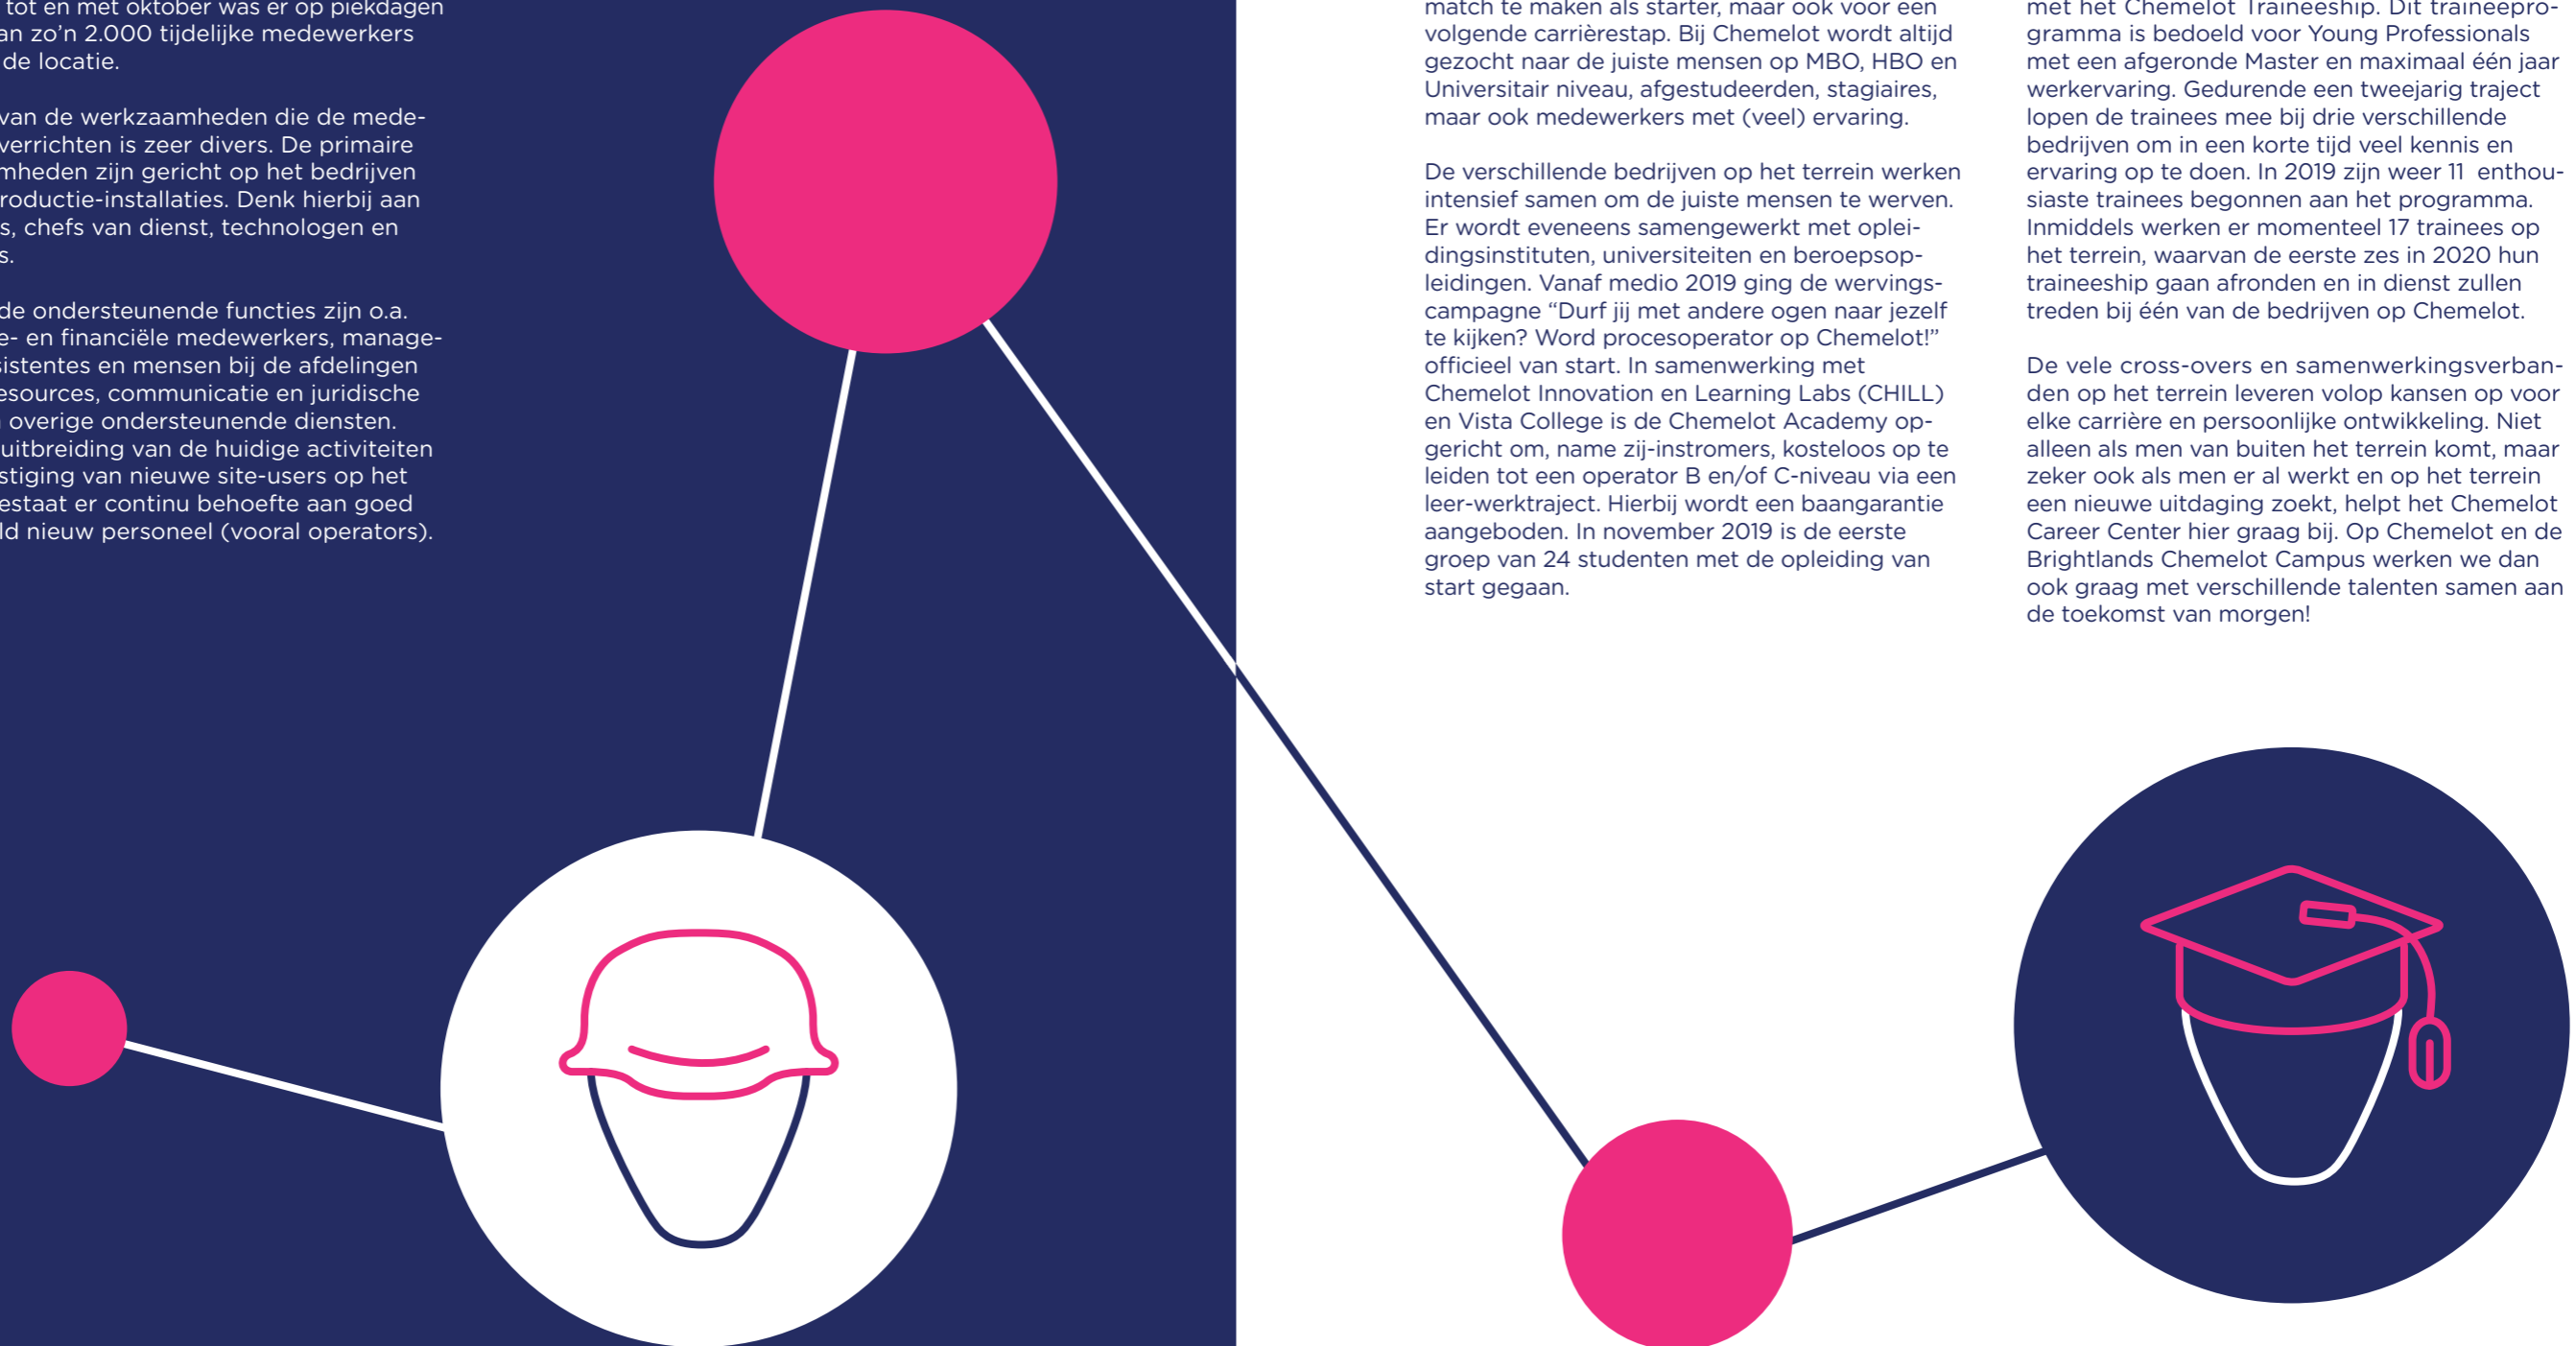 tot en met oktober was er op piekdagen
an zo’n 2.000 tijdelijke medewerkers
de locatie.
van de werkzaamheden die de mede-
verrichten is zeer divers. De primaire
mheden zijn gericht op het bedrijven
roductie-installaties. Denk hierbij aan
s, chefs van dienst, technologen en
s.
de ondersteunende functies zijn o.a.
e- en financiële medewerkers, manage-
sistentes en mensen bij de afdelingen
esources, communicatie en juridische
overige ondersteunende diensten.
uitbreiding van de huidige activiteiten
stiging van nieuwe site-users op het
estaat er continu behoefte aan goed
ld nieuw personeel (vooral operators).
match te maken als starter, maar ook voor een
volgende carrièrestap. Bij Chemelot wordt altijd
gezocht naar de juiste mensen op MBO, HBO en
Universitair niveau, afgestudeerden, stagiaires,
maar ook medewerkers met (veel) ervaring.
De verschillende bedrijven op het terrein werken
intensief samen om de juiste mensen te werven.
Er wordt eveneens samengewerkt met oplei-
dingsinstituten, universiteiten en beroepsop-
leidingen. Vanaf medio 2019 ging de wervings-
campagne “Durf jij met andere ogen naar jezelf
te kijken? Word procesoperator op Chemelot!”
officieel van start. In samenwerking met
Chemelot Innovation en Learning Labs (CHILL)
en Vista College is de Chemelot Academy op-
gericht om, name zij-instromers, kosteloos op te
leiden tot een operator B en/of C-niveau via een
leer-werktraject. Hierbij wordt een baangarantie
aangeboden. In november 2019 is de eerste
groep van 24 studenten met de opleiding van
start gegaan.
met het Chemelot Traineeship. Dit traineepro-
gramma is bedoeld voor Young Professionals
met een afgeronde Master en maximaal één jaar
werkervaring. Gedurende een tweejarig traject
lopen de trainees mee bij drie verschillende
bedrijven om in een korte tijd veel kennis en
ervaring op te doen. In 2019 zijn weer 11 enthou-
siaste trainees begonnen aan het programma.
Inmiddels werken er momenteel 17 trainees op
het terrein, waarvan de eerste zes in 2020 hun
traineeship gaan afronden en in dienst zullen
treden bij één van de bedrijven op Chemelot.
De vele cross-overs en samenwerkingsverban-
den op het terrein leveren volop kansen op voor
elke carrière en persoonlijke ontwikkeling. Niet
alleen als men van buiten het terrein komt, maar
zeker ook als men er al werkt en op het terrein
een nieuwe uitdaging zoekt, helpt het Chemelot
Career Center hier graag bij. Op Chemelot en de
Brightlands Chemelot Campus werken we dan
ook graag met verschillende talenten samen aan
de toekomst van morgen!